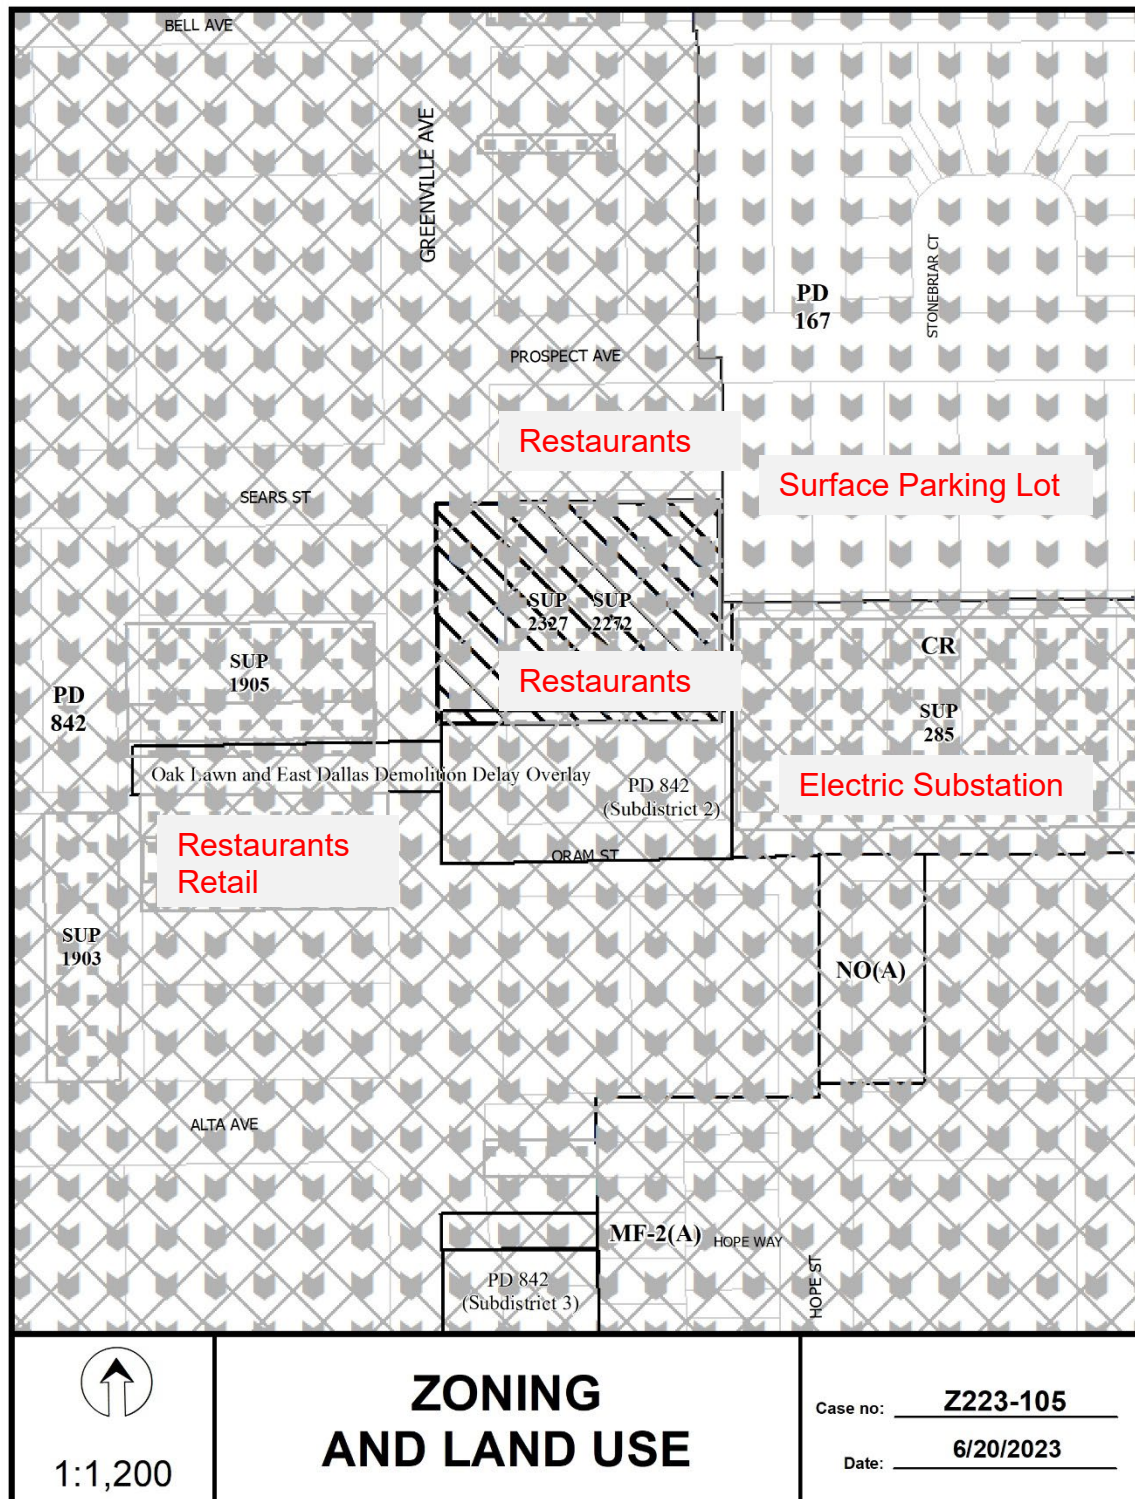 BELL AVE
GREENVILLE AVE
STONEBRIAR CT
PD
167
PROSPECT AVE
Restaurants
Surface Parking Lot
SEARS ST
SUP
2327
SUP
2272
CR
SUP
1905
Restaurants
PD
842
SUP
285
Oak Lawn and East Dallas Demolition Delay Overlay
PD 842
(Subdistrict 2)
Electric Substation
Restaurants
Retail
ORAM ST
SUP
1903
NO(A)
ALTA AVE
MF-2(A)
HOPE WAY
HOPE ST
PD 842
(Subdistrict 3)
1:1,200
ZONING
AND LAND USE
Case no: Z223-105
Date: 6/20/2023